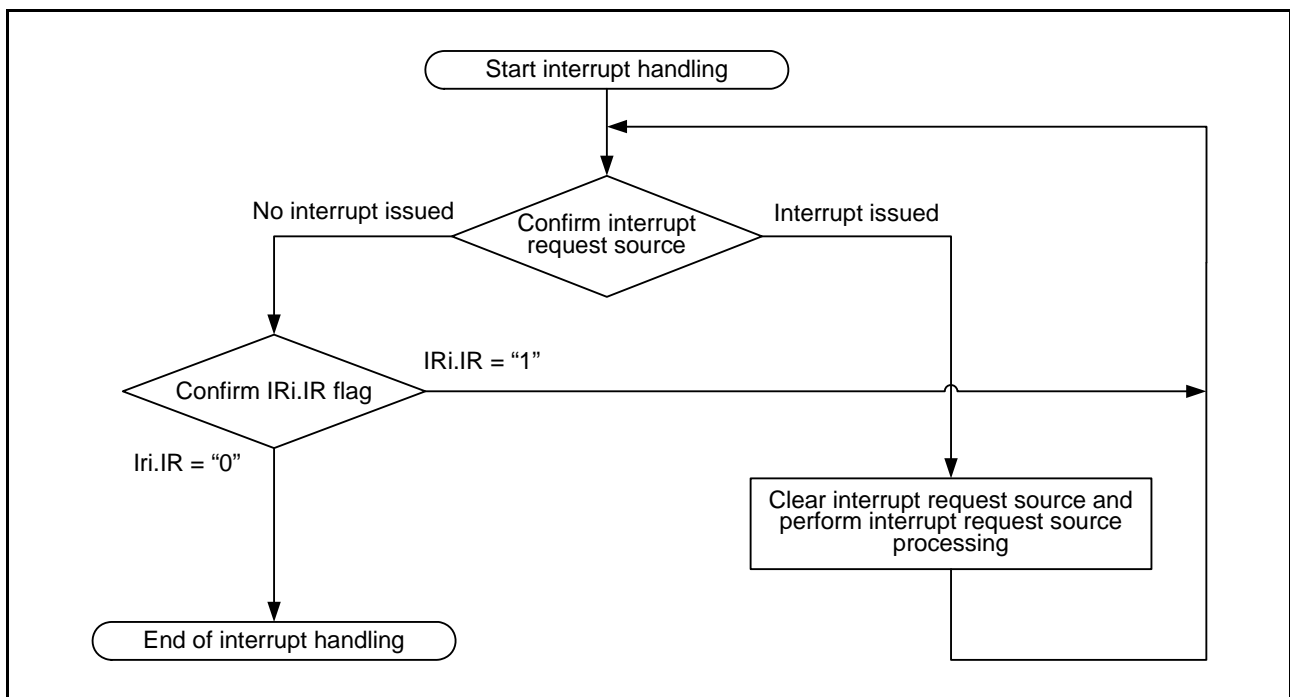 Start interrupt handling
No interrupt issued
Confirm interrupt
request source
Interrupt issued
IRi.IR = “1”
Confirm IRi.IR flag
Iri.IR = “0”
Clear interrupt request source and
perform interrupt request source
processing
End of interrupt handling